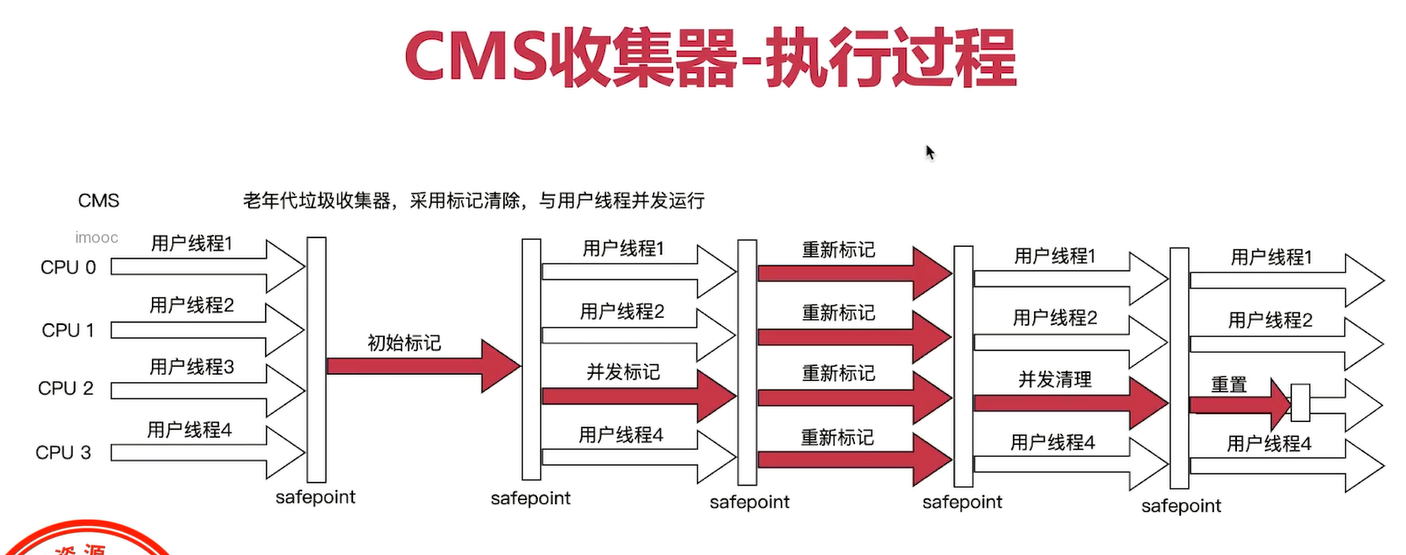 CMS收集器-执行过程
CMS
老年代垃圾收集器，采用标记清除，与用户线程并发运行
imooc
CPU 0
用户线程1
用户线程1
重新标记
用户线程1
用户线程1
CPU 1
用户线程2
用户线程2
重新标记
用户线程2
用户线程2
初始标记
CPU 2
用户线程3
并发标记
重新标记
并发清理
重置
CPU 3
用户线程4
用户线程4
重新标记
用户线程4
用户线程4
safepoint
safepoint
safepoint
safepoint
safepoint
资源